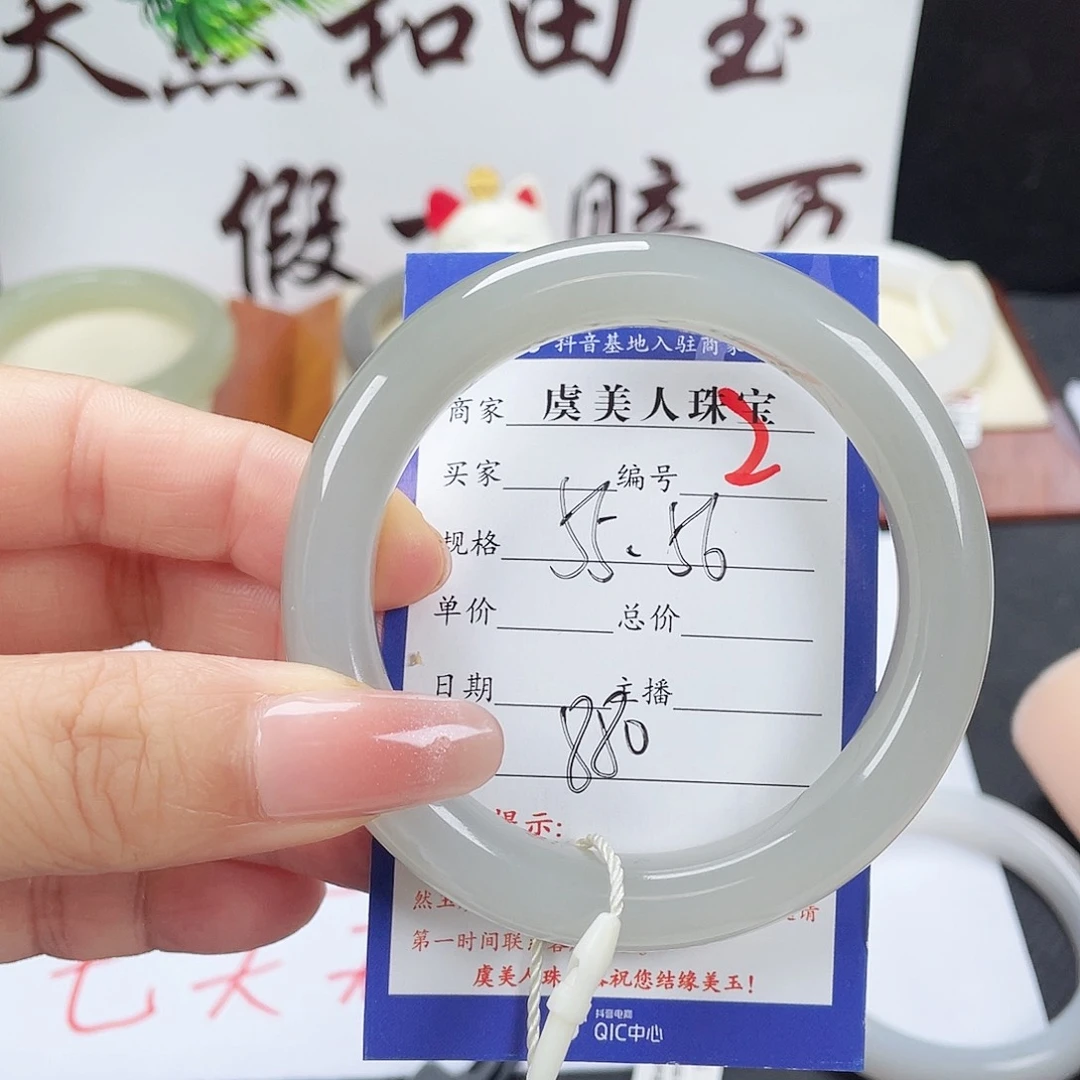 天然和田玉
假一赔万
抖音基地入驻商家
商家 虞美人珠宝
买家 编号 2
规格 55.56
单价 总价
日期 主播
880
提示:
第一时间联
虞美人珠 祝您结缘美玉!
七天
抖音电商
QIC中心